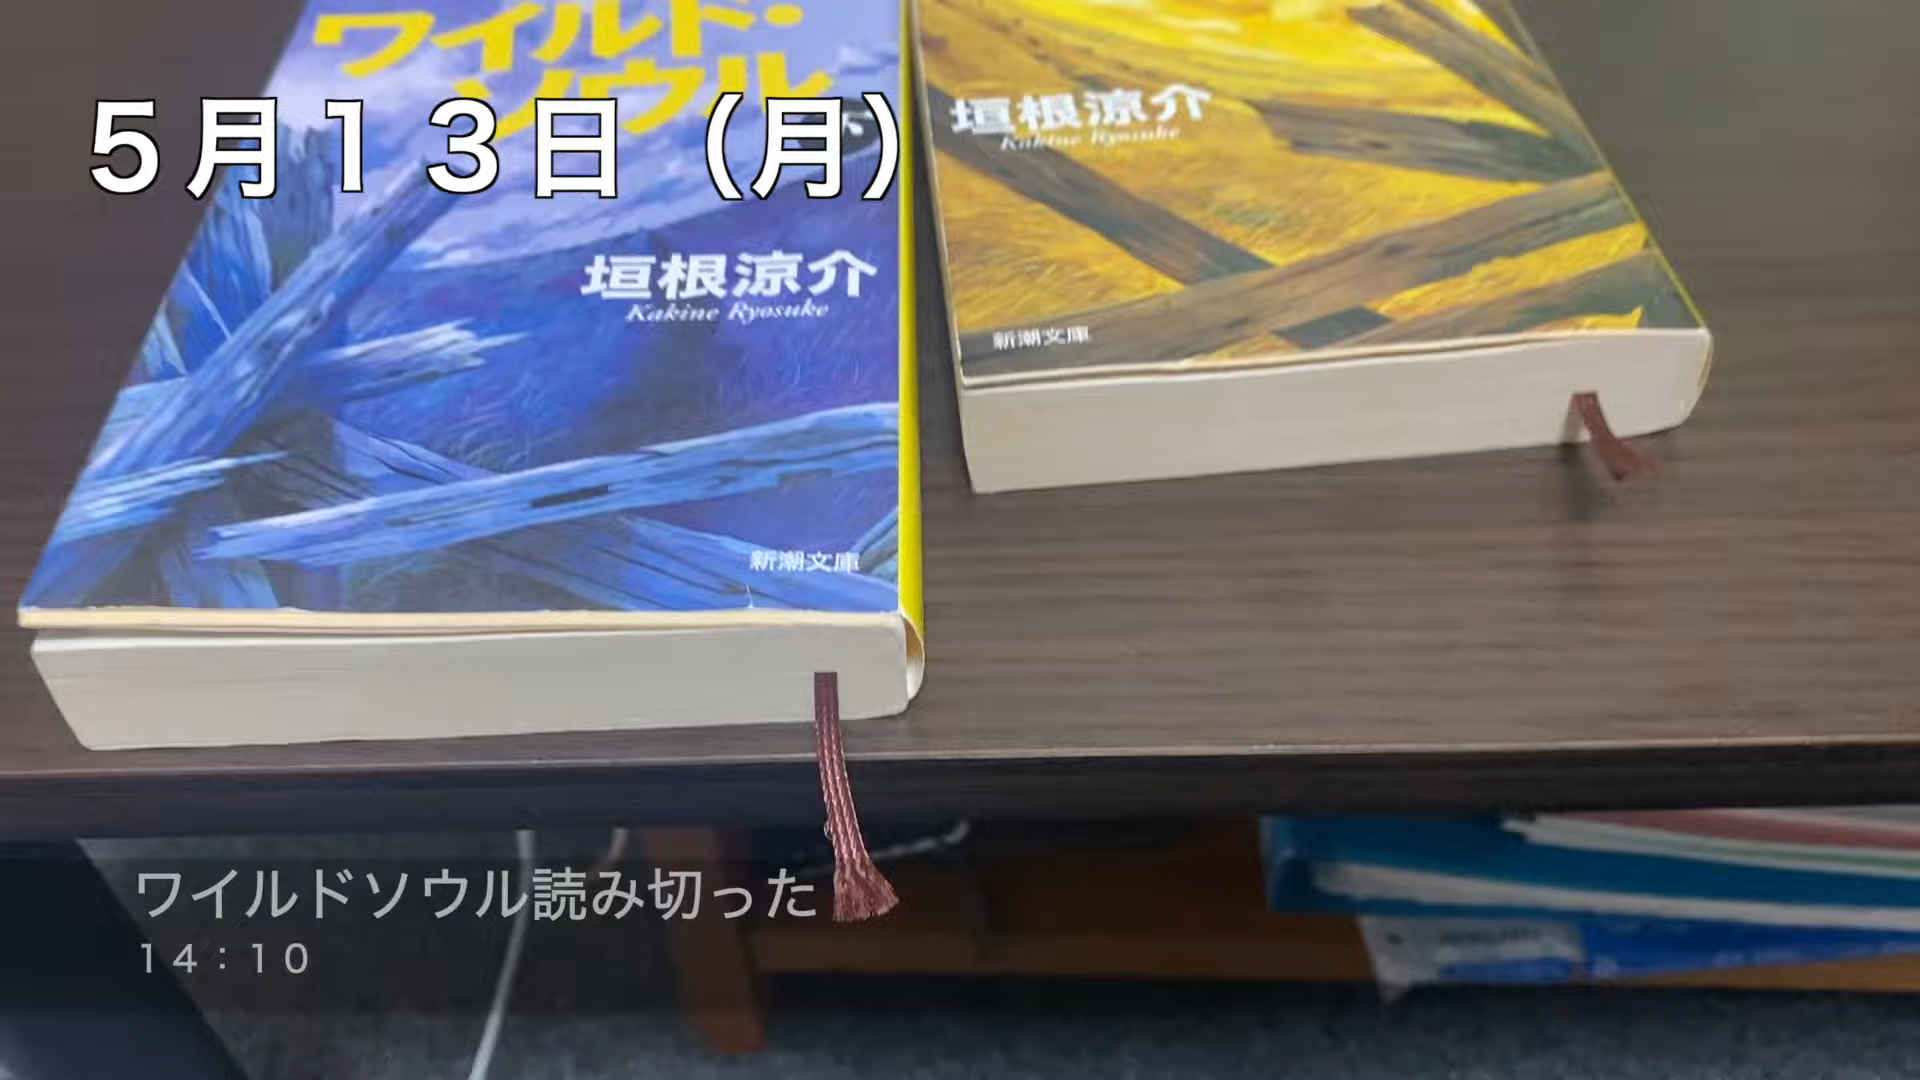 ワイルド・
ソウル
下
5月13日（月）
垣根涼介
Kakine Ryosuke
新潮文庫
垣根涼介
Kakine Ryosuke
新潮文庫
ワイルドソウル読み切った
14：10